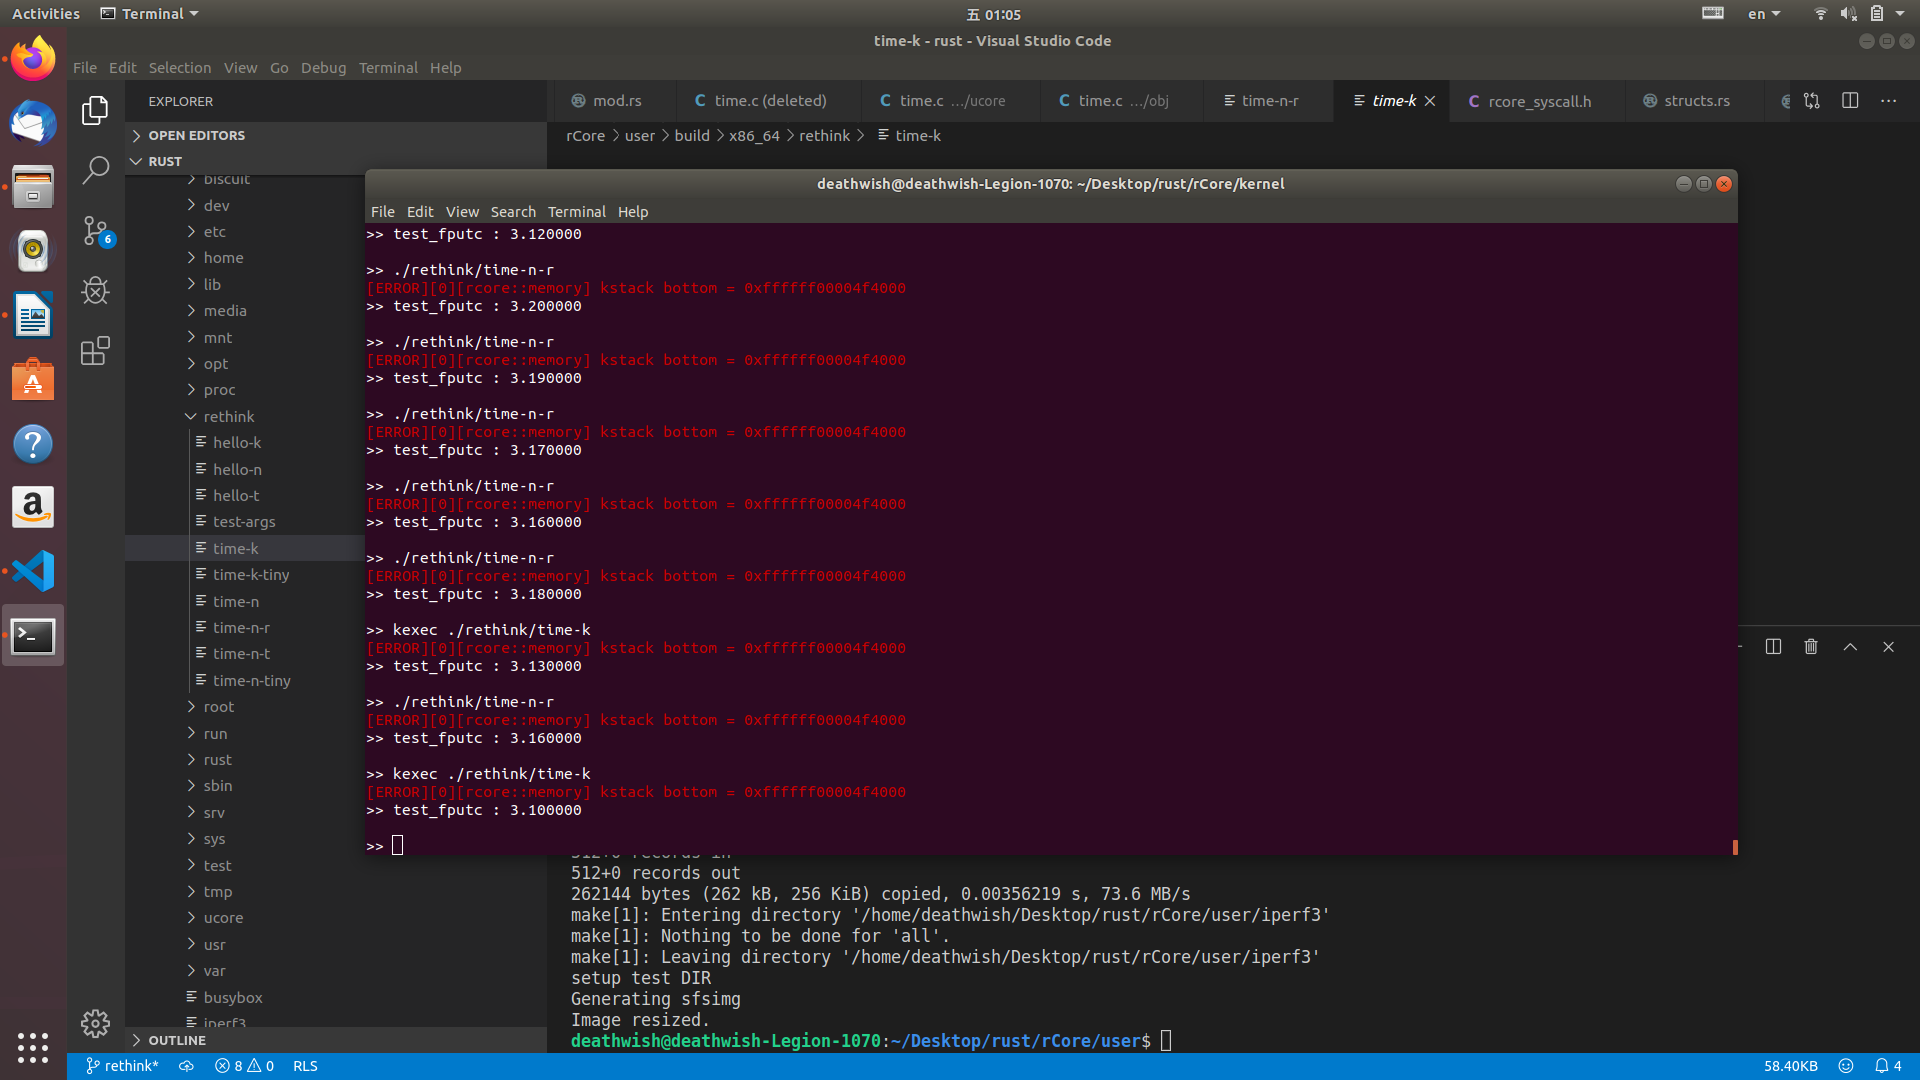 Activities
Terminal
五 01:05
en
time-k - rust - Visual Studio Code
File Edit Selection View Go Debug Terminal Help
EXPLORER
mod.rs
time.c (deleted)
time.c …/ucore
time.c …/obj
time-n-r
time-k
rcore_syscall.h
structs.rs
OPEN EDITORS
RUST
rCore > user > build > x86_64 > rethink > time-k
biscuit
dev
etc
home
lib
media
mnt
opt
proc
rethink
hello-k
hello-n
hello-t
test-args
time-k
time-k-tiny
time-n
time-n-r
time-n-t
time-n-tiny
root
run
rust
sbin
srv
sys
test
tmp
ucore
usr
var
busybox
iperf3
OUTLINE
6
deathwish@deathwish-Legion-1070: ~/Desktop/rust/rCore/kernel
File Edit View Search Terminal Help
>> test_fputc : 3.120000
>> ./rethink/time-n-r
[ERROR][0][rcore::memory] kstack bottom = 0xffffff00004f4000
>> test_fputc : 3.200000
>> ./rethink/time-n-r
[ERROR][0][rcore::memory] kstack bottom = 0xffffff00004f4000
>> test_fputc : 3.190000
>> ./rethink/time-n-r
[ERROR][0][rcore::memory] kstack bottom = 0xffffff00004f4000
>> test_fputc : 3.170000
>> ./rethink/time-n-r
[ERROR][0][rcore::memory] kstack bottom = 0xffffff00004f4000
>> test_fputc : 3.160000
>> ./rethink/time-n-r
[ERROR][0][rcore::memory] kstack bottom = 0xffffff00004f4000
>> test_fputc : 3.180000
>> kexec ./rethink/time-k
[ERROR][0][rcore::memory] kstack bottom = 0xffffff00004f4000
>> test_fputc : 3.130000
>> ./rethink/time-n-r
[ERROR][0][rcore::memory] kstack bottom = 0xffffff00004f4000
>> test_fputc : 3.160000
>> kexec ./rethink/time-k
[ERROR][0][rcore::memory] kstack bottom = 0xffffff00004f4000
>> test_fputc : 3.100000
>>
512+0 records in
512+0 records out
262144 bytes (262 kB, 256 KiB) copied, 0.00356219 s, 73.6 MB/s
make[1]: Entering directory '/home/deathwish/Desktop/rust/rCore/user/iperf3'
make[1]: Nothing to be done for 'all'.
make[1]: Leaving directory '/home/deathwish/Desktop/rust/rCore/user/iperf3'
setup test DIR
Generating sfsimg
Image resized.
deathwish@deathwish-Legion-1070:~/Desktop/rust/rCore/user$
rethink*
8
0
RLS
58.40KB
4